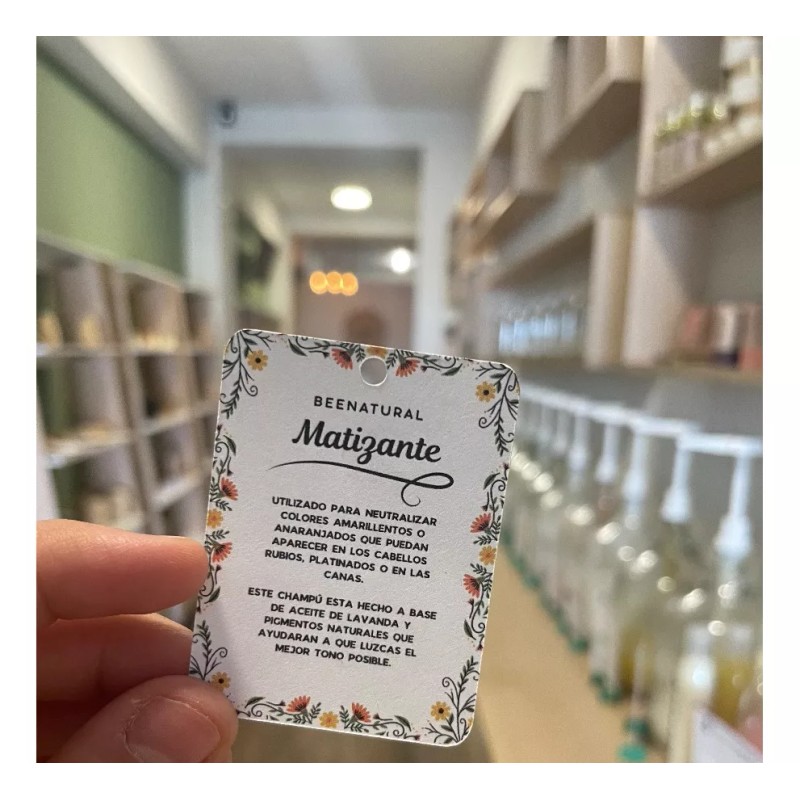 BEENATURAL
Matizante
UTILIZADO PARA NEUTRALIZAR
COLORES AMARILLENTOS O
ANARANJADOS QUE PUEDAN
APARECER EN LOS CABELLOS
RUBIOS, PLATINADOS O EN LAS
CANAS.
ESTE CHAMPÚ ESTA HECHO A BASE
DE ACEITE DE LAVANDA Y
PIGMENTOS NATURALES QUE
AYUDARAN A QUE LUZCAS EL
MEJOR TONO POSIBLE.